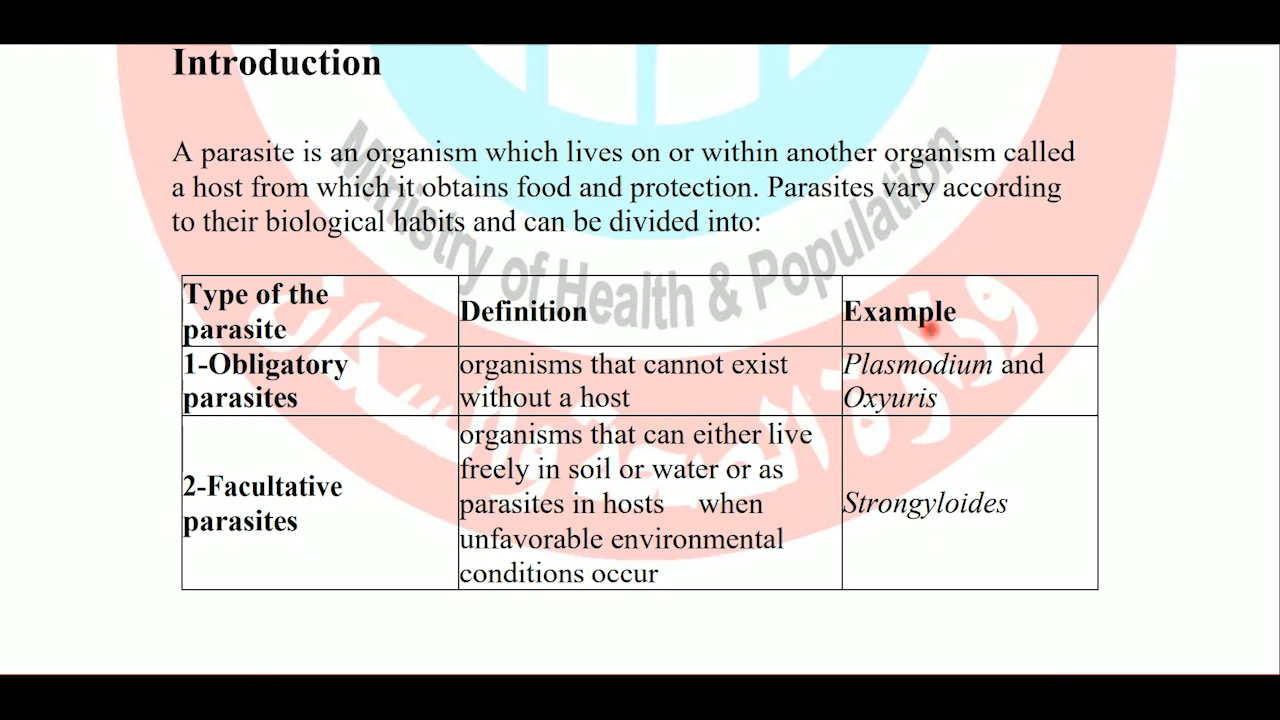 Introduction
A parasite is an organism which lives on or within another organism called
a host from which it obtains food and protection. Parasites vary according
to their biological habits and can be divided into:
Ministry of Health & Population
وزارة الصحة والسكان
Type of the
parasite
Definition
Example
1-Obligatory
parasites
organisms that cannot exist
without a host
Plasmodium and
Oxyuris
2-Facultative
parasites
organisms that can either live
freely in soil or water or as
parasites in hosts when
unfavorable environmental
conditions occur
Strongyloides